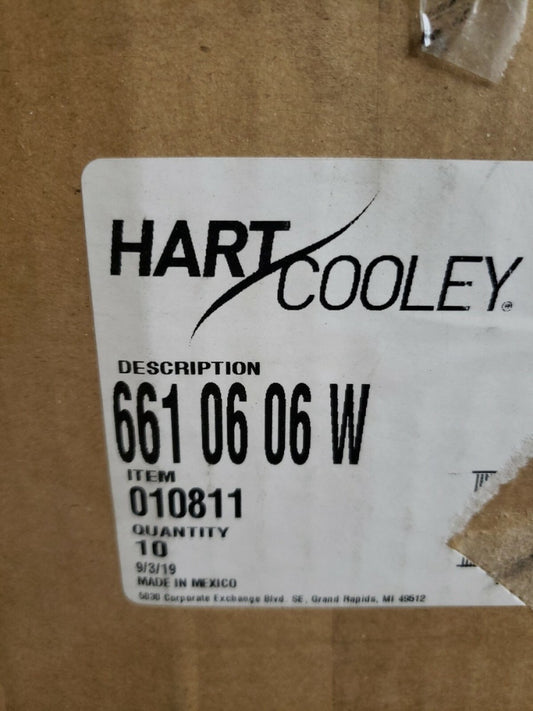 HART COOLEY®
DESCRIPTION
661 06 06 W
ITEM
010811
QUANTITY
10
9/3/19
MADE IN MEXICO
5030 Corporate Exchange Blvd. SE, Grand Rapids, MI 49512